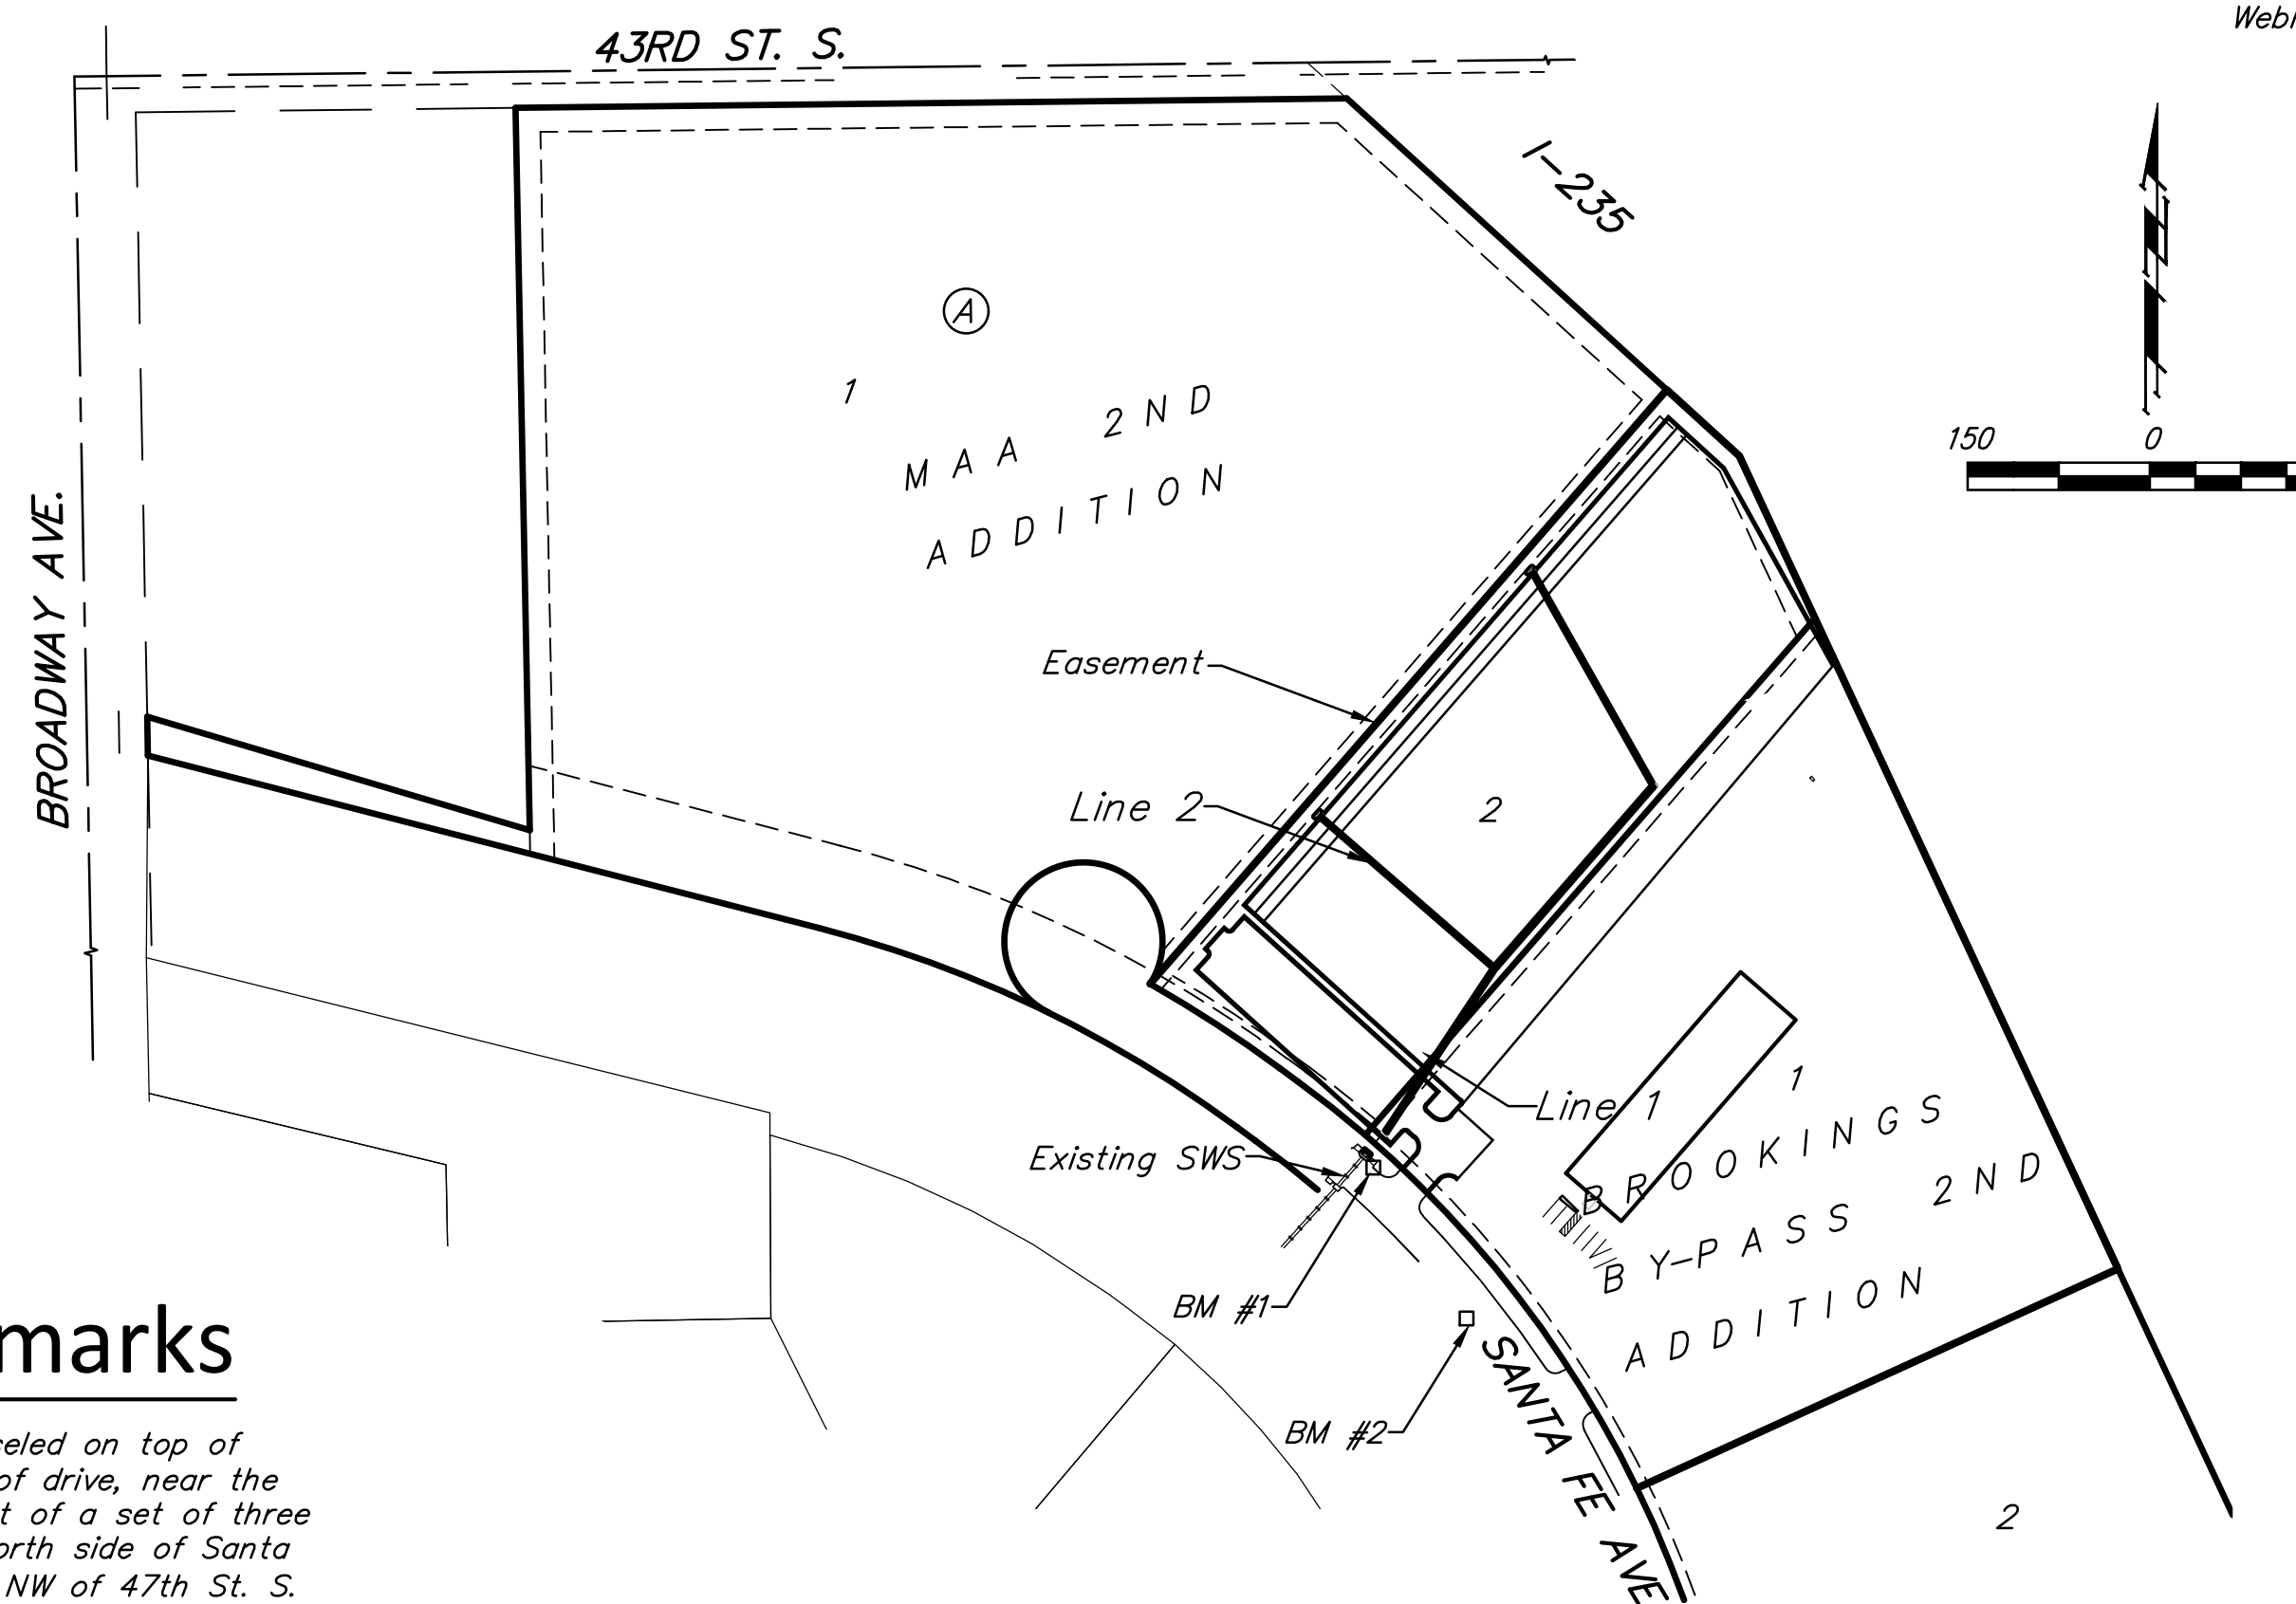 43RD ST. S.
I-235
BROADWAY AVE.
A
1
MAA 2ND
ADDITION
150 0
Easement
Line 2
2
Line 1
1
Existing SWS
BROOKINGS
BY-PASS 2ND
ADDITION
BM #1
BM #2
SANTA FE AVE
2
marks
seled on top of
of drive, near the
t of a set of three
orth side of Santa
NW of 47th St. S.